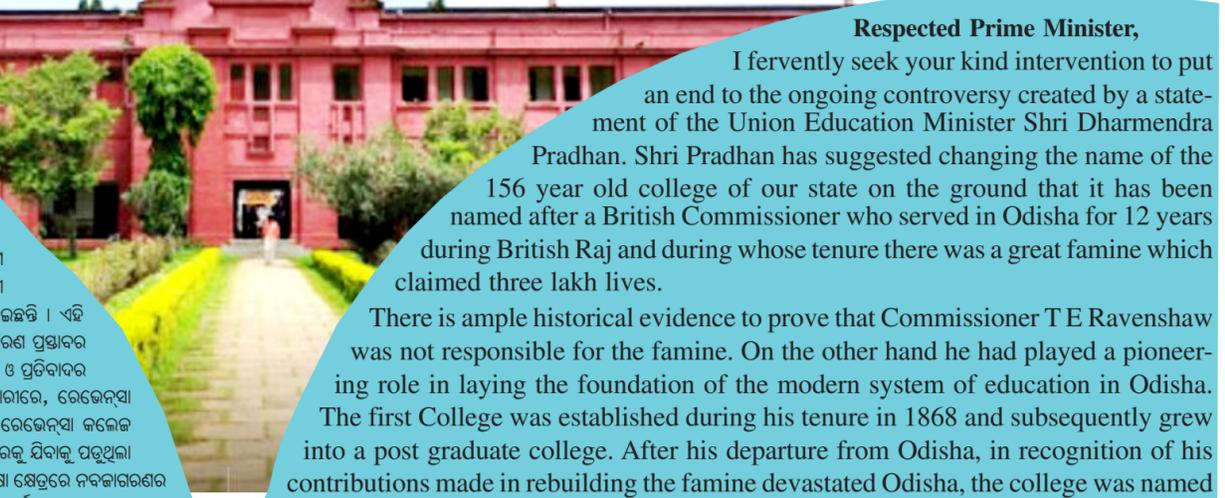 Respected Prime Minister,
I fervently seek your kind intervention to put
an end to the ongoing controversy created by a state-
ment of the Union Education Minister Shri Dharmendra
Pradhan. Shri Pradhan has suggested changing the name of the
156 year old college of our state on the ground that it has been
named after a British Commissioner who served in Odisha for 12 years
during British Raj and during whose tenure there was a great famine which
claimed three lakh lives.
There is ample historical evidence to prove that Commissioner T E Ravenshaw
was not responsible for the famine. On the other hand he had played a pioneer-
ing role in laying the foundation of the modern system of education in Odisha.
The first College was established during his tenure in 1868 and subsequently grew
into a post graduate college. After his departure from Odisha, in recognition of his
contributions made in rebuilding the famine devastated Odisha, the college was named
। ଏହି
ପ୍ରସ୍ତାବର
ଓ ପ୍ରତିବାଦର
ରେଭେନ୍ସା
ରେଭେନ୍ସା କଲେଜ
ଯିବାକୁ ପଡୁଥିଲା
କ୍ଷେତ୍ରରେ ନବଜାଗରଣର